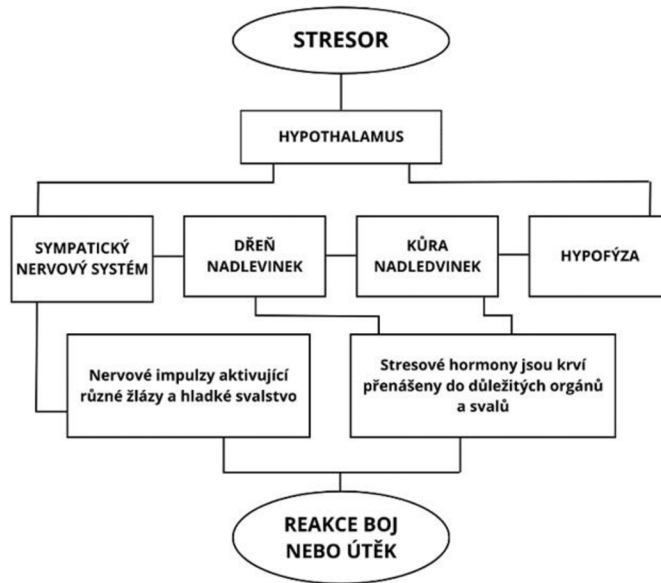 STRESOR
HYPOTHALAMUS
SYMPATICKÝ
NERVOVÝ SYSTÉM
DŘEŇ
NADLEVINEK
KŮRA
NADLEDVINEK
HYPOFÝZA
Nervové impulzy aktivující
různé žlázy a hladké svalstvo
Stresové hormony jsou krví
přenášeny do důležitých orgánů
a svalů
REAKCE BOJ
NEBO ÚTĚK